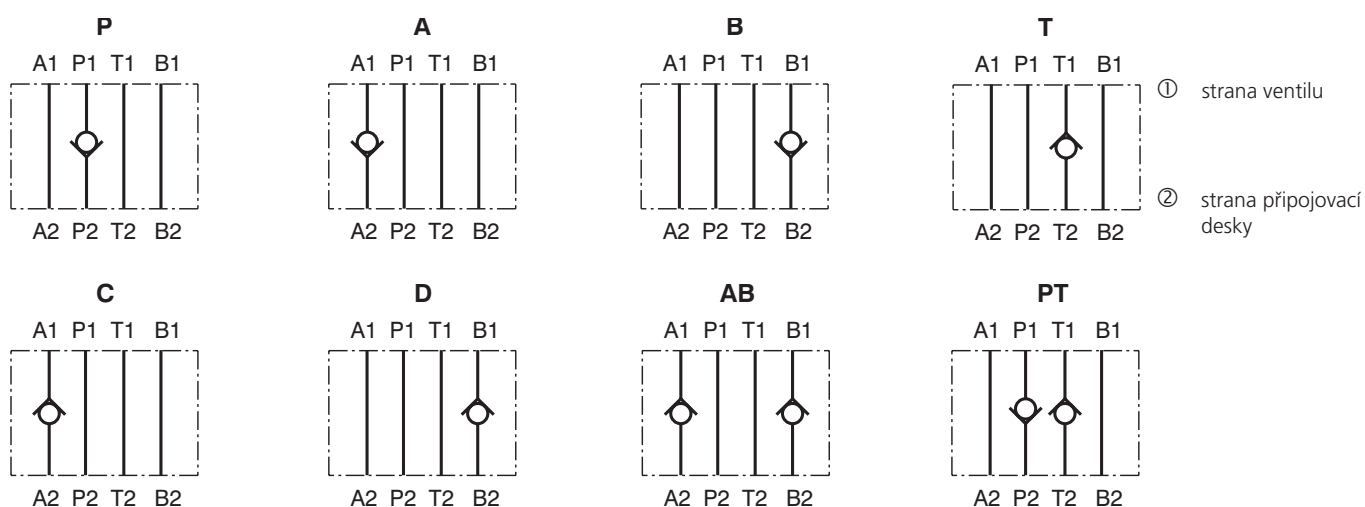 P A B T
A1 P1 T1 B1 A1 P1 T1 B1 A1 P1 T1 B1 A1 P1 T1 B1
① strana ventilu
② strana připojovací
desky
A2 P2 T2 B2 A2 P2 T2 B2 A2 P2 T2 B2 A2 P2 T2 B2
C D AB PT
A1 P1 T1 B1 A1 P1 T1 B1 A1 P1 T1 B1 A1 P1 T1 B1
A2 P2 T2 B2 A2 P2 T2 B2 A2 P2 T2 B2 A2 P2 T2 B2